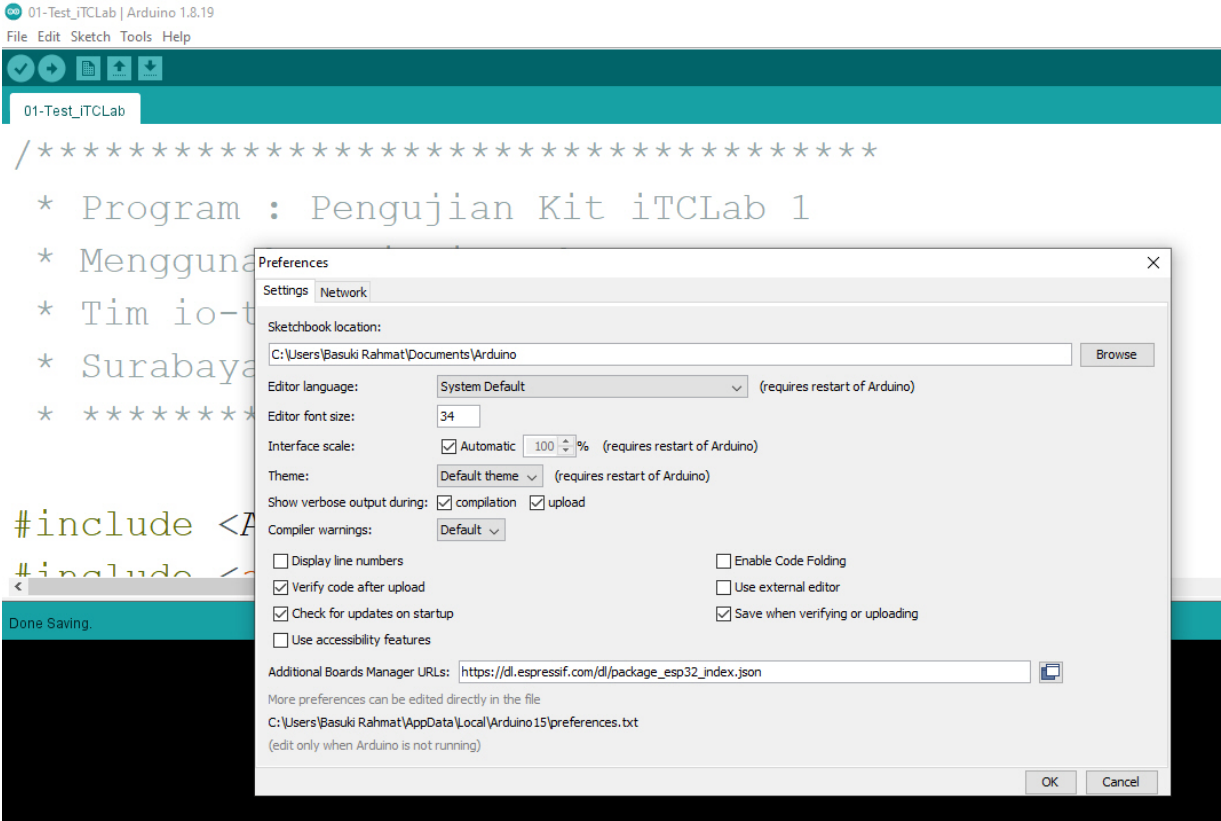 01-Test_iTCLab | Arduino 1.8.19
File Edit Sketch Tools Help
01-Test_iTCLab
/*************************************
* Program : Pengujian Kit iTCLab 1
* Mengguna
* Tim io-t
* Surabaya
* ********
#include <A
#include <a
Done Saving.
Preferences
Settings Network
Sketchbook location:
C:\Users\Basuki Rahmat\Documents\Arduino Browse
Editor language: System Default (requires restart of Arduino)
Editor font size: 34
Interface scale: Automatic 100 % (requires restart of Arduino)
Theme: Default theme (requires restart of Arduino)
Show verbose output during: compilation upload
Compiler warnings: Default
Display line numbers Enable Code Folding
Verify code after upload Use external editor
Check for updates on startup Save when verifying or uploading
Use accessibility features
Additional Boards Manager URLs: https://dl.espressif.com/dl/package_esp32_index.json
More preferences can be edited directly in the file
C:\Users\Basuki Rahmat\AppData\Local\Arduino15\preferences.txt
(edit only when Arduino is not running)
OK Cancel